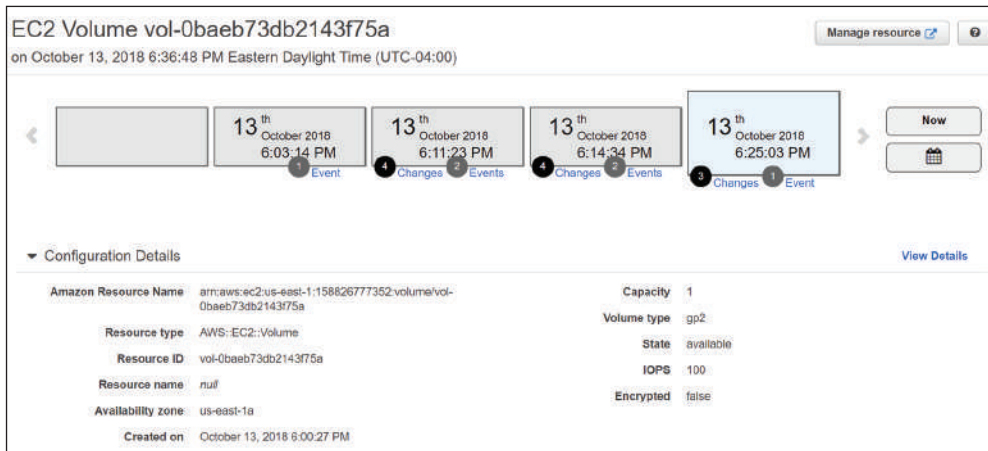 EC2 Volume vol-0baeb73db2143f75a
Manage resource
on October 13, 2018 6:36:48 PM Eastern Daylight Time (UTC-04:00)
13 th October 2018 6:03:14 PM
1 Event
13 th October 2018 6:11:23 PM
4 Changes 2 Events
13 th October 2018 6:14:34 PM
4 Changes 2 Events
13 th October 2018 6:25:03 PM
3 Changes 1 Event
Now
Configuration Details
View Details
Amazon Resource Name arn:aws:ec2:us-east-1:158826777352:volume/vol-
0baeb73db2143f75a
Resource type AWS::EC2::Volume
Resource ID vol-0baeb73db2143f75a
Resource name null
Availability zone us-east-1a
Created on October 13, 2018 6:00:27 PM
Capacity 1
Volume type gp2
State available
IOPS 100
Encrypted false